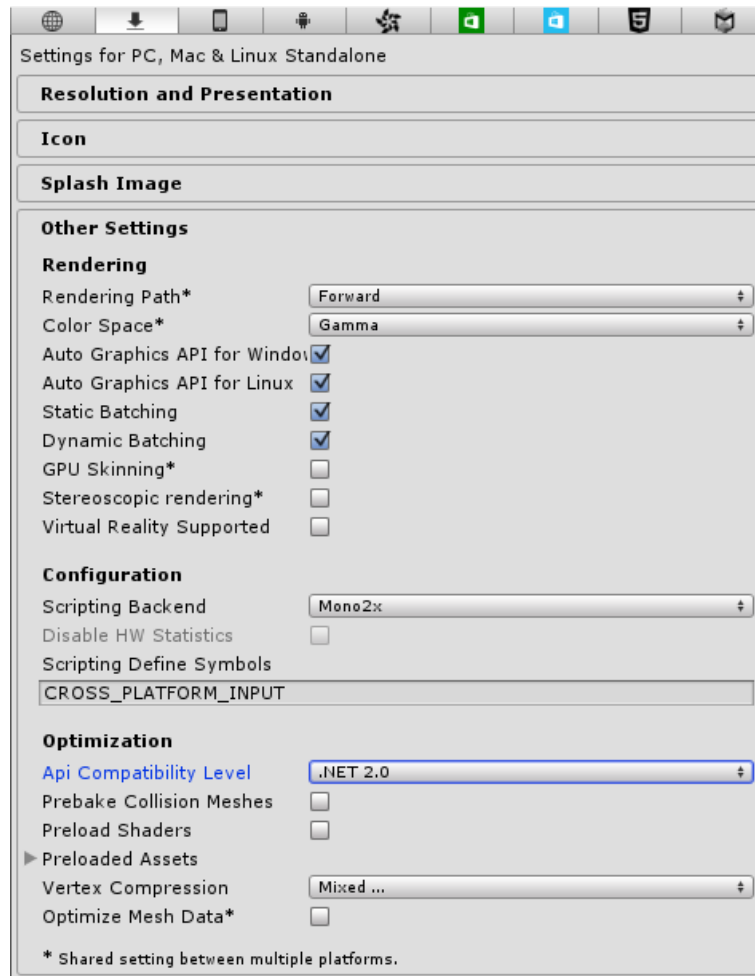 Settings for PC, Mac & Linux Standalone
Resolution and Presentation
Icon
Splash Image
Other Settings
Rendering
Rendering Path* Forward
Color Space* Gamma
Auto Graphics API for Window
Auto Graphics API for Linux
Static Batching
Dynamic Batching
GPU Skinning*
Stereoscopic rendering*
Virtual Reality Supported
Configuration
Scripting Backend Mono2x
Disable HW Statistics
Scripting Define Symbols
CROSS_PLATFORM_INPUT
Optimization
Api Compatibility Level .NET 2.0
Prebake Collision Meshes
Preload Shaders
Preloaded Assets
Vertex Compression Mixed ...
Optimize Mesh Data*
* Shared setting between multiple platforms.